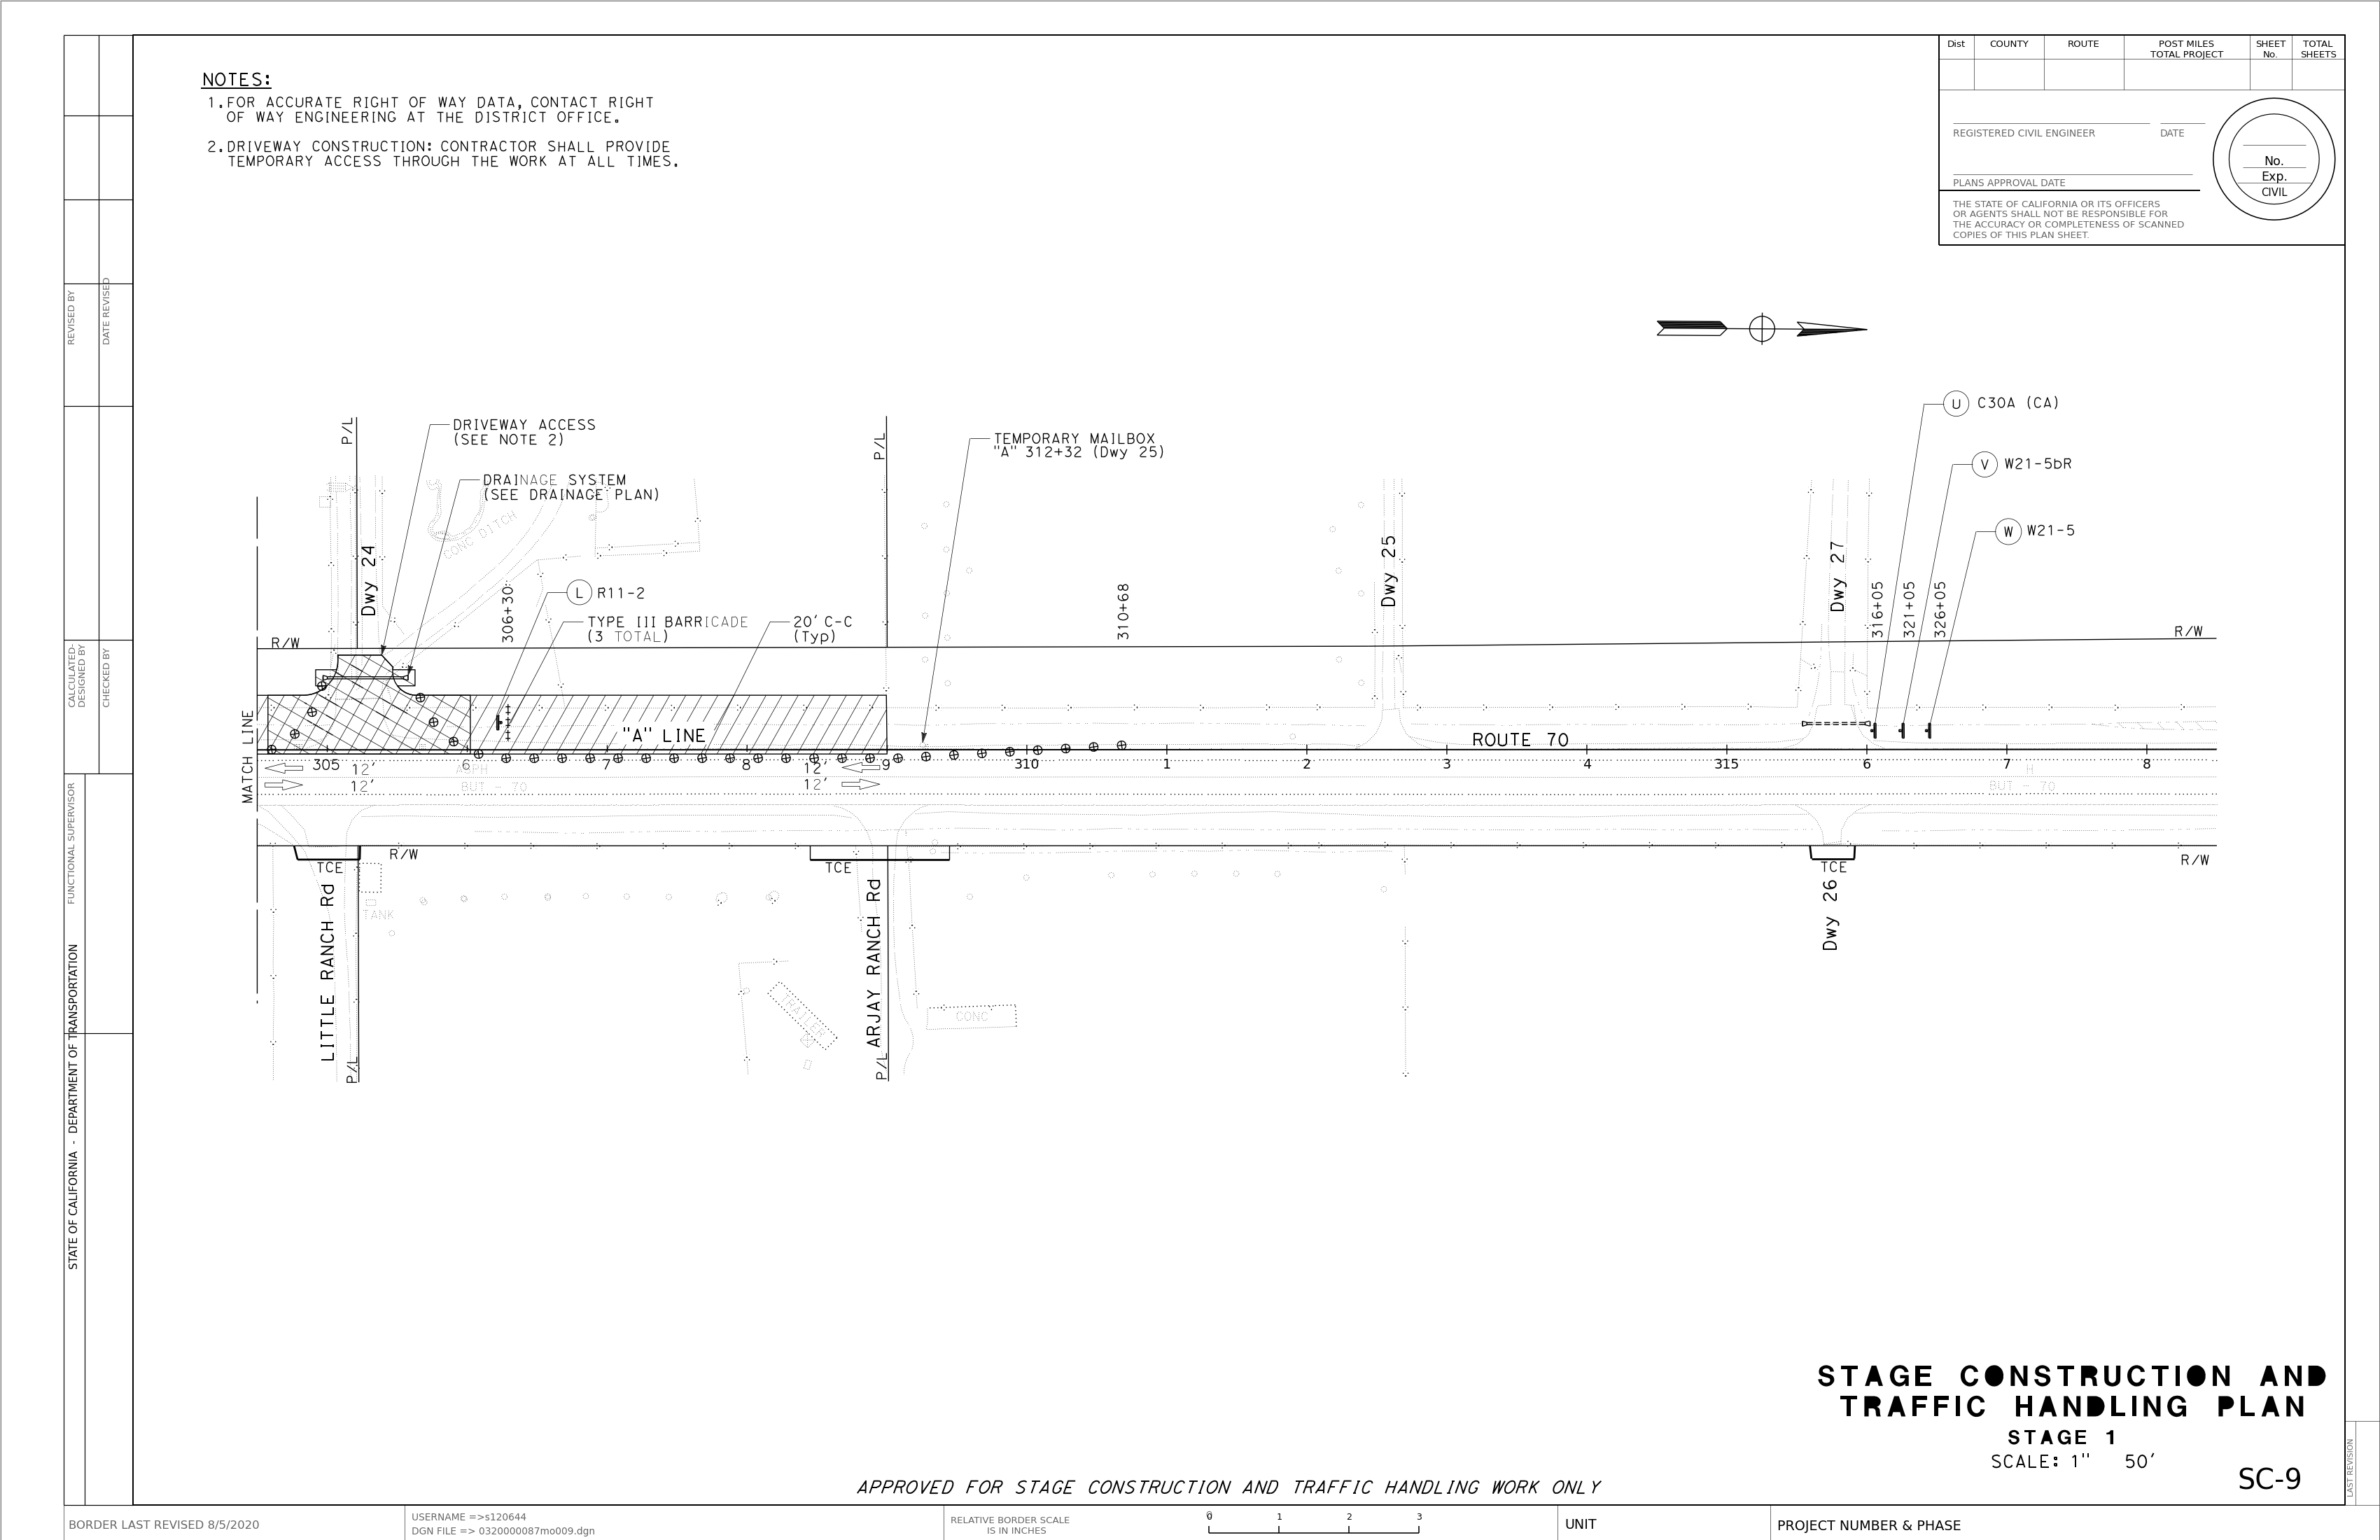 NOTES:
1. FOR ACCURATE RIGHT OF WAY DATA, CONTACT RIGHT
OF WAY ENGINEERING AT THE DISTRICT OFFICE.
2. DRIVEWAY CONSTRUCTION: CONTRACTOR SHALL PROVIDE
TEMPORARY ACCESS THROUGH THE WORK AT ALL TIMES.
Dist COUNTY ROUTE POST MILES TOTAL PROJECT SHEET No. TOTAL SHEETS
REGISTERED CIVIL ENGINEER DATE
PLANS APPROVAL DATE
No.
Exp.
CIVIL
THE STATE OF CALIFORNIA OR ITS OFFICERS
OR AGENTS SHALL NOT BE RESPONSIBLE FOR
THE ACCURACY OR COMPLETENESS OF SCANNED
COPIES OF THIS PLAN SHEET.
REVISED BY
DATE REVISED
CALCULATED-
DESIGNED BY
CHECKED BY
FUNCTIONAL SUPERVISOR
STATE OF CALIFORNIA - DEPARTMENT OF TRANSPORTATION
U C30A (CA)
V W21-5bR
W W21-5
P/L
DRIVEWAY ACCESS
(SEE NOTE 2)
DRAINAGE SYSTEM
(SEE DRAINAGE PLAN)
P/L
TEMPORARY MAILBOX
"A" 312+32 (Dwy 25)
CONC DITCH
Dwy 24
306+30
L R11-2
TYPE III BARRICADE
(3 TOTAL)
20' C-C
(Typ)
310+68
Dwy 25
Dwy 27
316+05
321+05
326+05
R/W
R/W
MATCH LINE
"A" LINE
ROUTE 70
305 6 7 8 9 310 1 2 3 4 315 6 7 8
12'
12'
ASPH
BUT - 70
12'
12'
H
BUT - 70
TCE
R/W
TCE
TCE
R/W
TANK
LITTLE RANCH Rd
P/L
TRAILER
ARJAY RANCH Rd
P/L
CONC
Dwy 26
STAGE CONSTRUCTION AND
TRAFFIC HANDLING PLAN
STAGE 1
SCALE: 1" 50'
SC-9
APPROVED FOR STAGE CONSTRUCTION AND TRAFFIC HANDLING WORK ONLY
LAST REVISION
BORDER LAST REVISED 8/5/2020
USERNAME =>s120644
DGN FILE => 0320000087mo009.dgn
RELATIVE BORDER SCALE
IS IN INCHES
0 1 2 3
UNIT
PROJECT NUMBER & PHASE